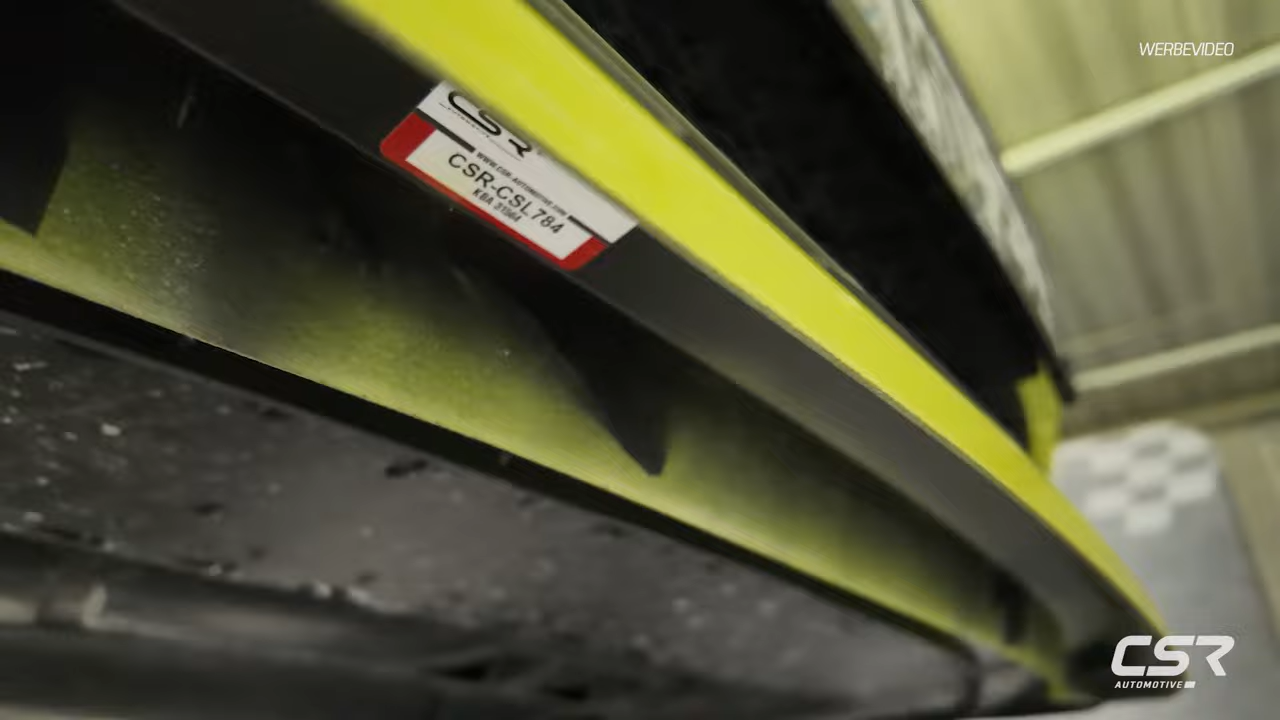 WERBEVIDEO
CSR
WWW.CSR-AUTOMOTIVE.COM
CSR-CSL784
KBA 31564
CSR
AUTOMOTIVE